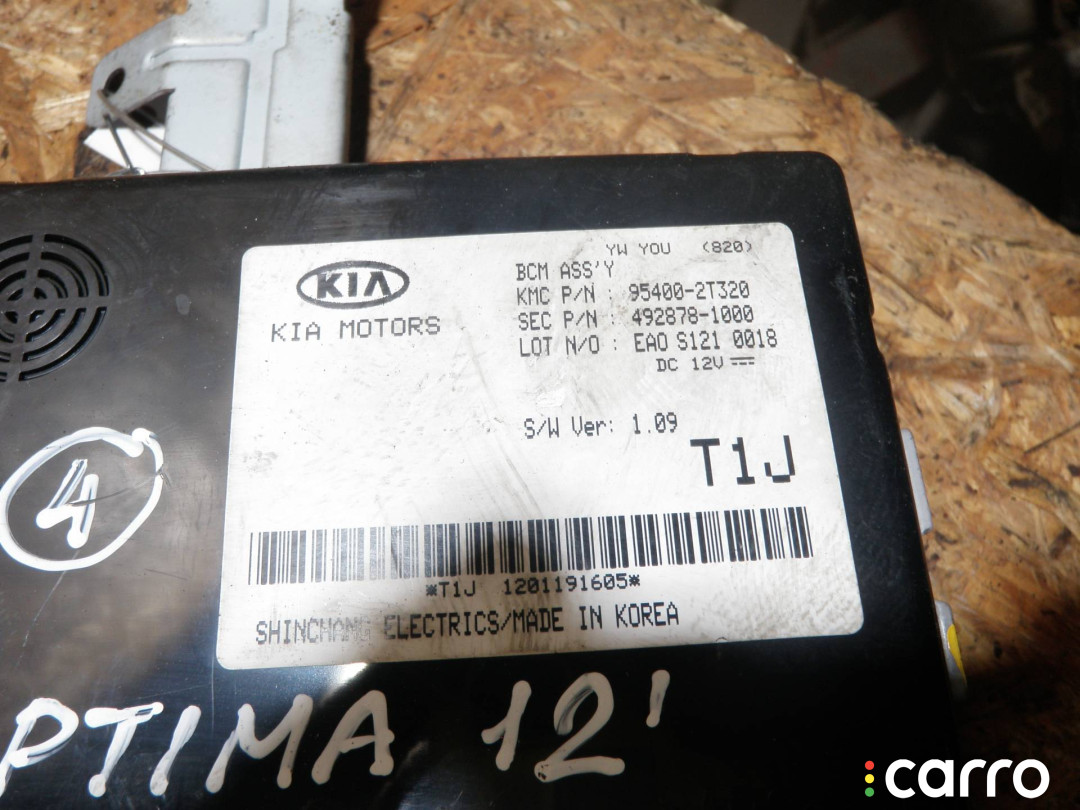 YW YOU (820)
KIA
KIA MOTORS
BCM ASS'Y
KMC P/N : 95400-2T320
SEC P/N : 492878-1000
LOT N/O : EAO S121 0018
DC 12V
S/W Ver: 1.09
T1J
*T1J 1201191605*
SHINCHANG ELECTRICS/MADE IN KOREA
4
PTIMA 12'
carro